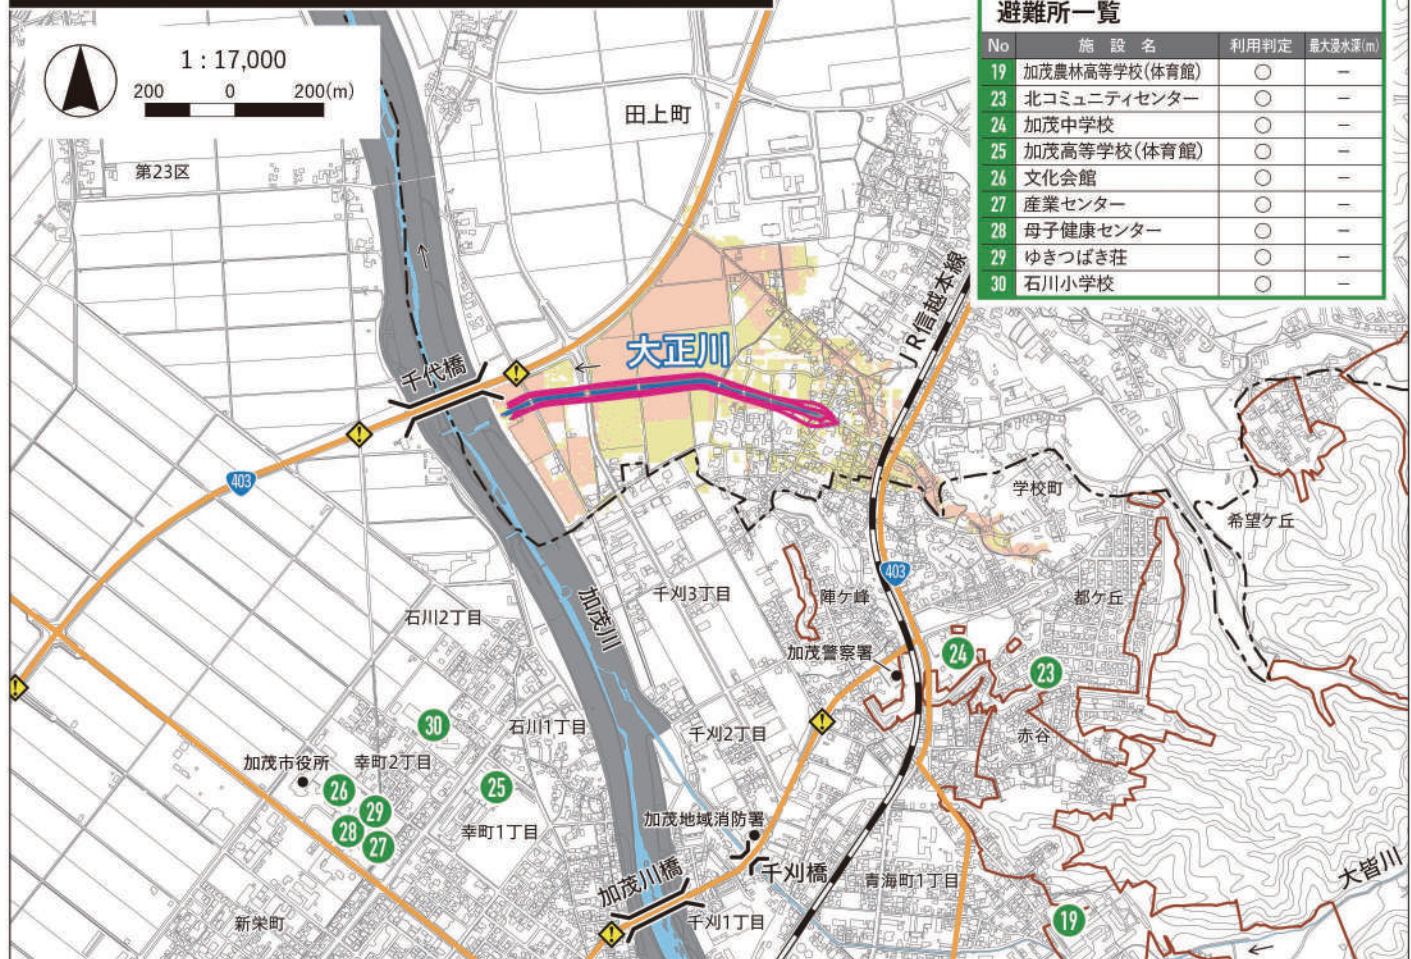 避難所一覧
No 施設名 利用判定 最大浸水深(m)
19 加茂農林高等学校(体育館) ○ −
23 北コミュニティセンター ○ −
24 加茂中学校 ○ −
25 加茂高等学校(体育館) ○ −
26 文化会館 ○ −
27 産業センター ○ −
28 母子健康センター ○ −
29 ゆきつばき荘 ○ −
30 石川小学校 ○ −
1：17,000
200 0 200(m)
田上町
第23区
JR信越本線
大正川
千代橋
403
学校町
希望ケ丘
403
加茂川
千刈3丁目
陣ケ峰
都ケ丘
石川2丁目
加茂警察署
24
23
30
石川1丁目
千刈2丁目
赤谷
加茂市役所
幸町2丁目
26
25
29
28
27
幸町1丁目
加茂地域消防署
加茂川橋
千刈橋
青海町1丁目
大皆川
新栄町
千刈1丁目
19